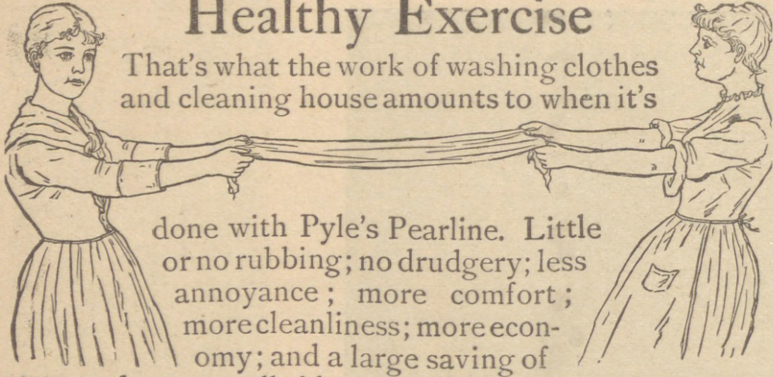 Healthy Exercise
That's what the work of washing clothes
and cleaning house amounts to when it's
done with Pyle's Pearline. Little
or no rubbing; no drudgery; less
annoyance; more comfort;
more cleanliness; more econ-
omy; and a large saving of